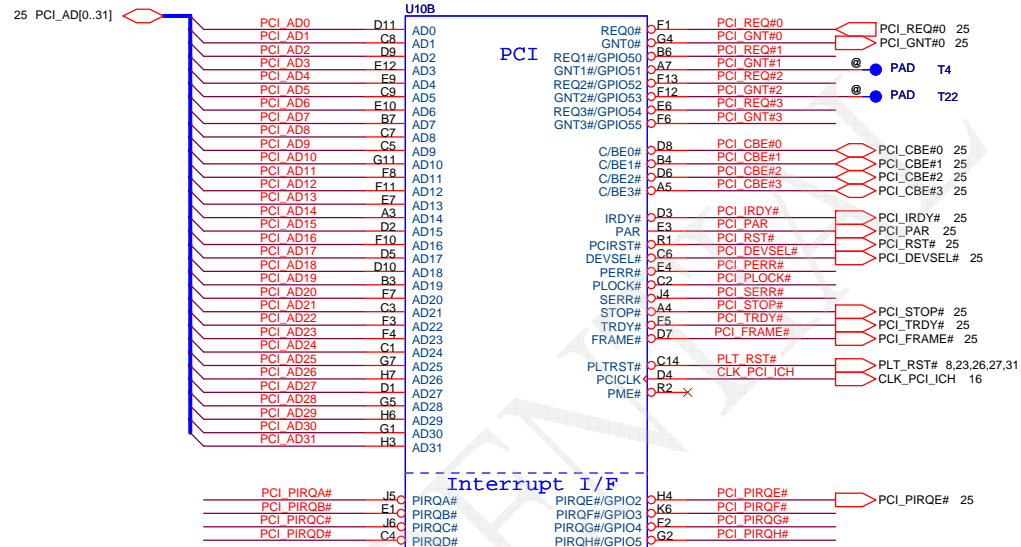 25 PCI_AD[0..31]
U10B
PCI
PCI_AD0 D11 AD0
PCI_AD1 C8 AD1
PCI_AD2 D9 AD2
PCI_AD3 E12 AD3
PCI_AD4 E9 AD4
PCI_AD5 C9 AD5
PCI_AD6 E10 AD6
PCI_AD7 B7 AD7
PCI_AD8 C7 AD8
PCI_AD9 C5 AD9
PCI_AD10 G11 AD10
PCI_AD11 F8 AD11
PCI_AD12 F11 AD12
PCI_AD13 E7 AD13
PCI_AD14 A3 AD14
PCI_AD15 D2 AD15
PCI_AD16 F10 AD16
PCI_AD17 D5 AD17
PCI_AD18 D10 AD18
PCI_AD19 B3 AD19
PCI_AD20 F7 AD20
PCI_AD21 C3 AD21
PCI_AD22 F3 AD22
PCI_AD23 F4 AD23
PCI_AD24 C1 AD24
PCI_AD25 G7 AD25
PCI_AD26 H7 AD26
PCI_AD27 D1 AD27
PCI_AD28 G5 AD28
PCI_AD29 H6 AD29
PCI_AD30 G1 AD30
PCI_AD31 H3 AD31
REQ0# F1 PCI_REQ#0 PCI_REQ#0 25
GNT0# G4 PCI_GNT#0 PCI_GNT#0 25
REQ1#/GPIO50 B6 PCI_REQ#1
GNT1#/GPIO51 A7 PCI_GNT#1 @ PAD T4
REQ2#/GPIO52 F13 PCI_REQ#2
GNT2#/GPIO53 F12 PCI_GNT#2 @ PAD T22
REQ3#/GPIO54 E6 PCI_REQ#3
GNT3#/GPIO55 F6 PCI_GNT#3
C/BE0# D8 PCI_CBE#0 PCI_CBE#0 25
C/BE1# B4 PCI_CBE#1 PCI_CBE#1 25
C/BE2# D6 PCI_CBE#2 PCI_CBE#2 25
C/BE3# A5 PCI_CBE#3 PCI_CBE#3 25
IRDY# D3 PCI_IRDY# PCI_IRDY# 25
PAR E3 PCI_PAR PCI_PAR 25
PCIRST# R1 PCI_RST# PCI_RST# 25
DEVSEL# C6 PCI_DEVSEL# PCI_DEVSEL# 25
PERR# E4 PCI_PERR#
PLOCK# C2 PCI_PLOCK#
SERR# J4 PCI_SERR#
STOP# A4 PCI_STOP# PCI_STOP# 25
TRDY# F5 PCI_TRDY# PCI_TRDY# 25
FRAME# D7 PCI_FRAME# PCI_FRAME# 25
PLTRST# C14 PLT_RST# PLT_RST# 8,23,26,27,31
PCICLK D4 CLK_PCI_ICH CLK_PCI_ICH 16
PME# R2
Interrupt I/F
PCI_PIRQA# J5 PIRQA#
PCI_PIRQB# E1 PIRQB#
PCI_PIRQC# J6 PIRQC#
PCI_PIRQD# C4 PIRQD#
PIRQE#/GPIO2 H4 PCI_PIRQE# PCI_PIRQE# 25
PIRQF#/GPIO3 K6 PCI_PIRQF#
PIRQG#/GPIO4 F2 PCI_PIRQG#
PIRQH#/GPIO5 G2 PCI_PIRQH#